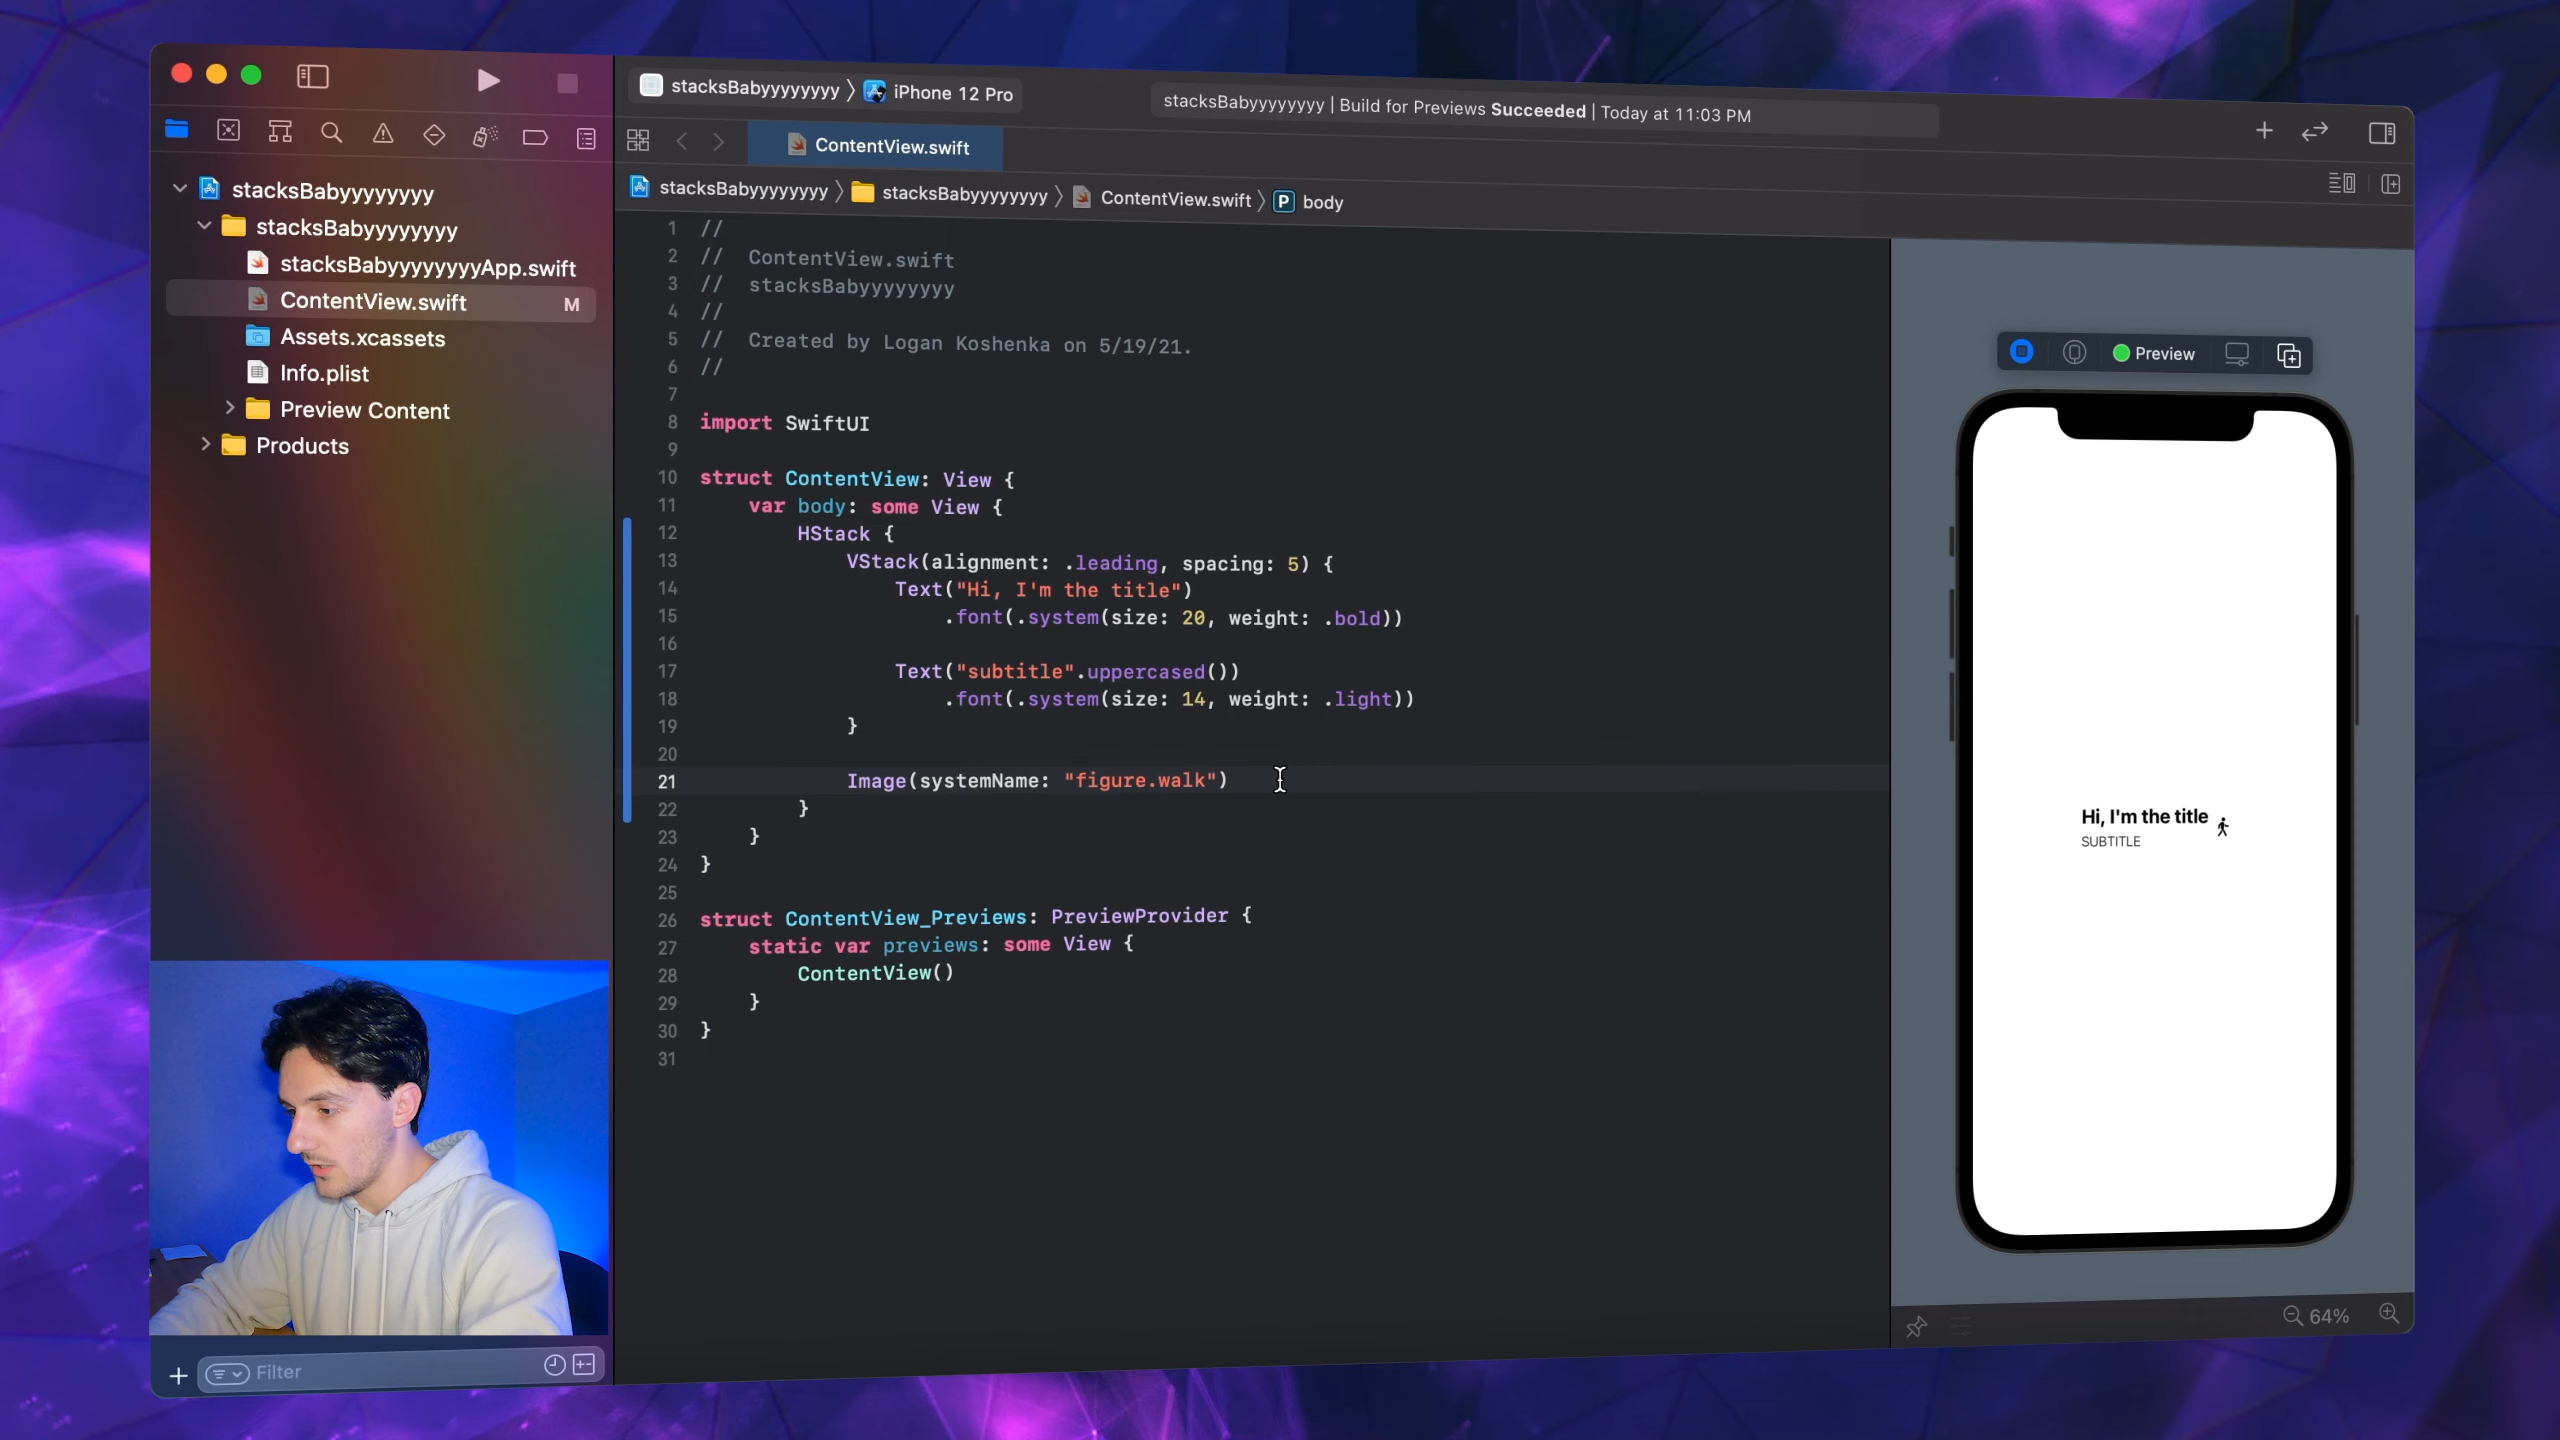 stacksBabyyyyyyyy
iPhone 12 Pro
stacksBabyyyyyyyy | Build for Previews Succeeded | Today at 11:03 PM
ContentView.swift
stacksBabyyyyyyyy
stacksBabyyyyyyyy
ContentView.swift
P body
stacksBabyyyyyyyy
stacksBabyyyyyyyy
stacksBabyyyyyyyyApp.swift
ContentView.swift M
Assets.xcassets
Info.plist
Preview Content
Products
1 //
2 // ContentView.swift
3 // stacksBabyyyyyyyy
4 //
5 // Created by Logan Koshenka on 5/19/21.
6 //
7
8 import SwiftUI
9
10 struct ContentView: View {
11 var body: some View {
12 HStack {
13 VStack(alignment: .leading, spacing: 5) {
14 Text("Hi, I'm the title")
15 .font(.system(size: 20, weight: .bold))
16
17 Text("subtitle".uppercased())
18 .font(.system(size: 14, weight: .light))
19 }
20
21 Image(systemName: "figure.walk")
22 }
23 }
24 }
25
26 struct ContentView_Previews: PreviewProvider {
27 static var previews: some View {
28 ContentView()
29 }
30 }
31
Preview
Hi, I'm the title
SUBTITLE
64%
Filter